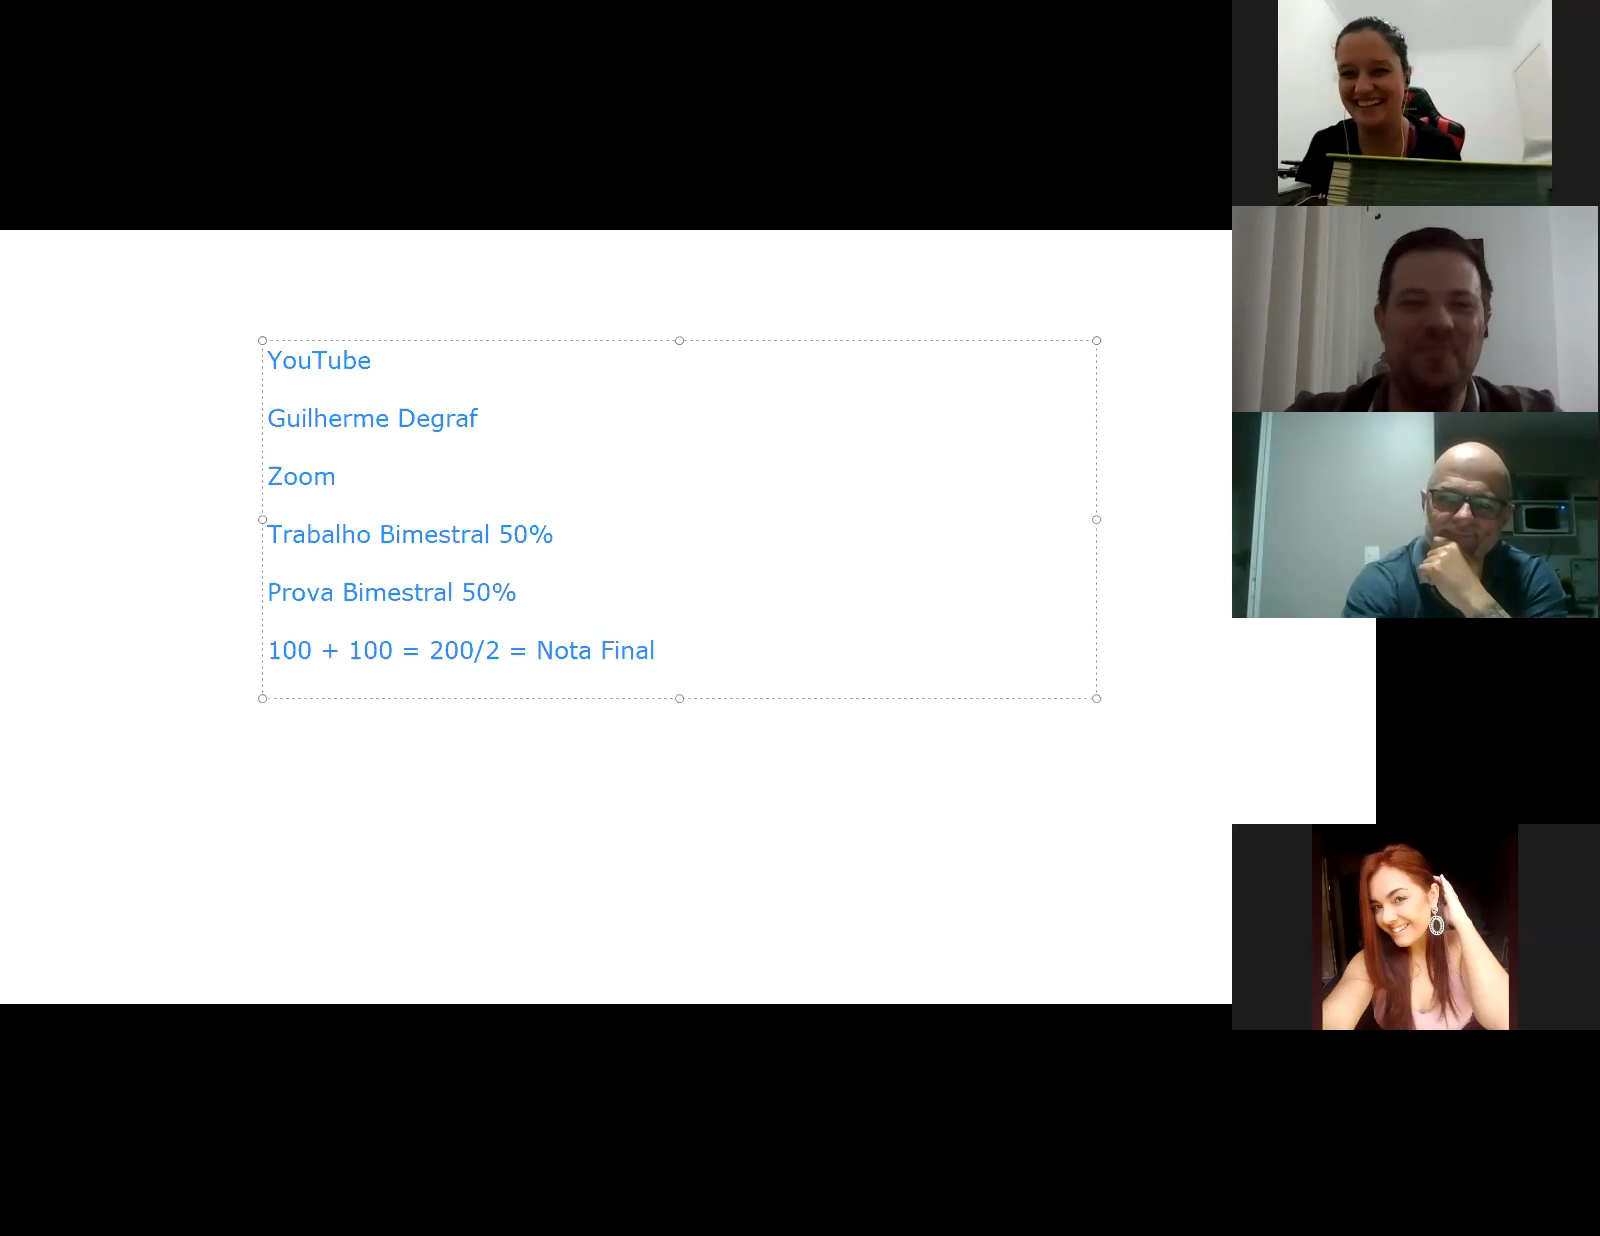 YouTube
Guilherme Degraf
Zoom
Trabalho Bimestral 50%
Prova Bimestral 50%
100 + 100 = 200/2 = Nota Final